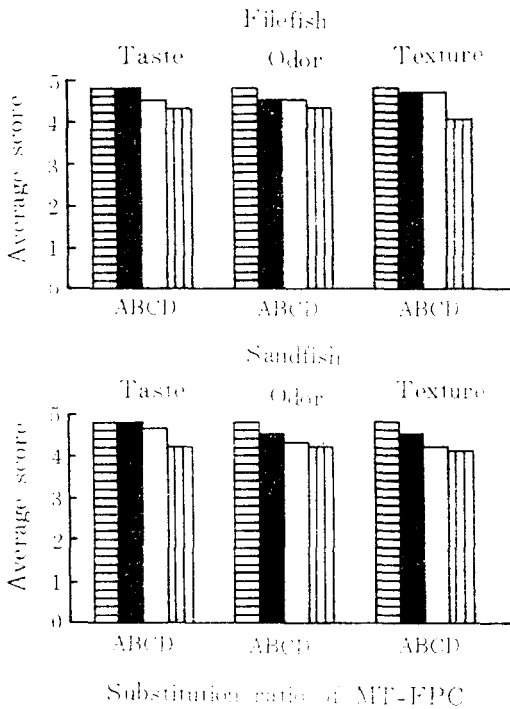 Filefish
Taste Odor Texture
Average score
5
4
3
2
1
0
ABCD ABCD ABCD
Sandfish
Taste Odor Texture
Average score
5
4
3
2
1
0
ABCD ABCD ABCD
Substitution ratio of MT-FPC